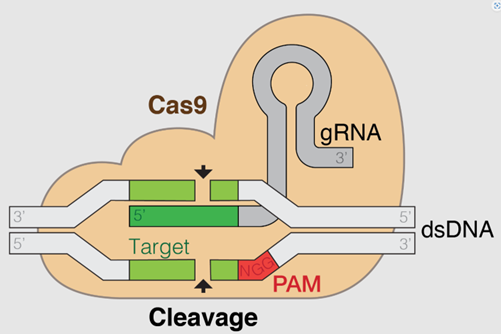 Cas9
gRNA
3'
3'
5'
5'
dsDNA
5'
3'
Target
NGG
PAM
Cleavage